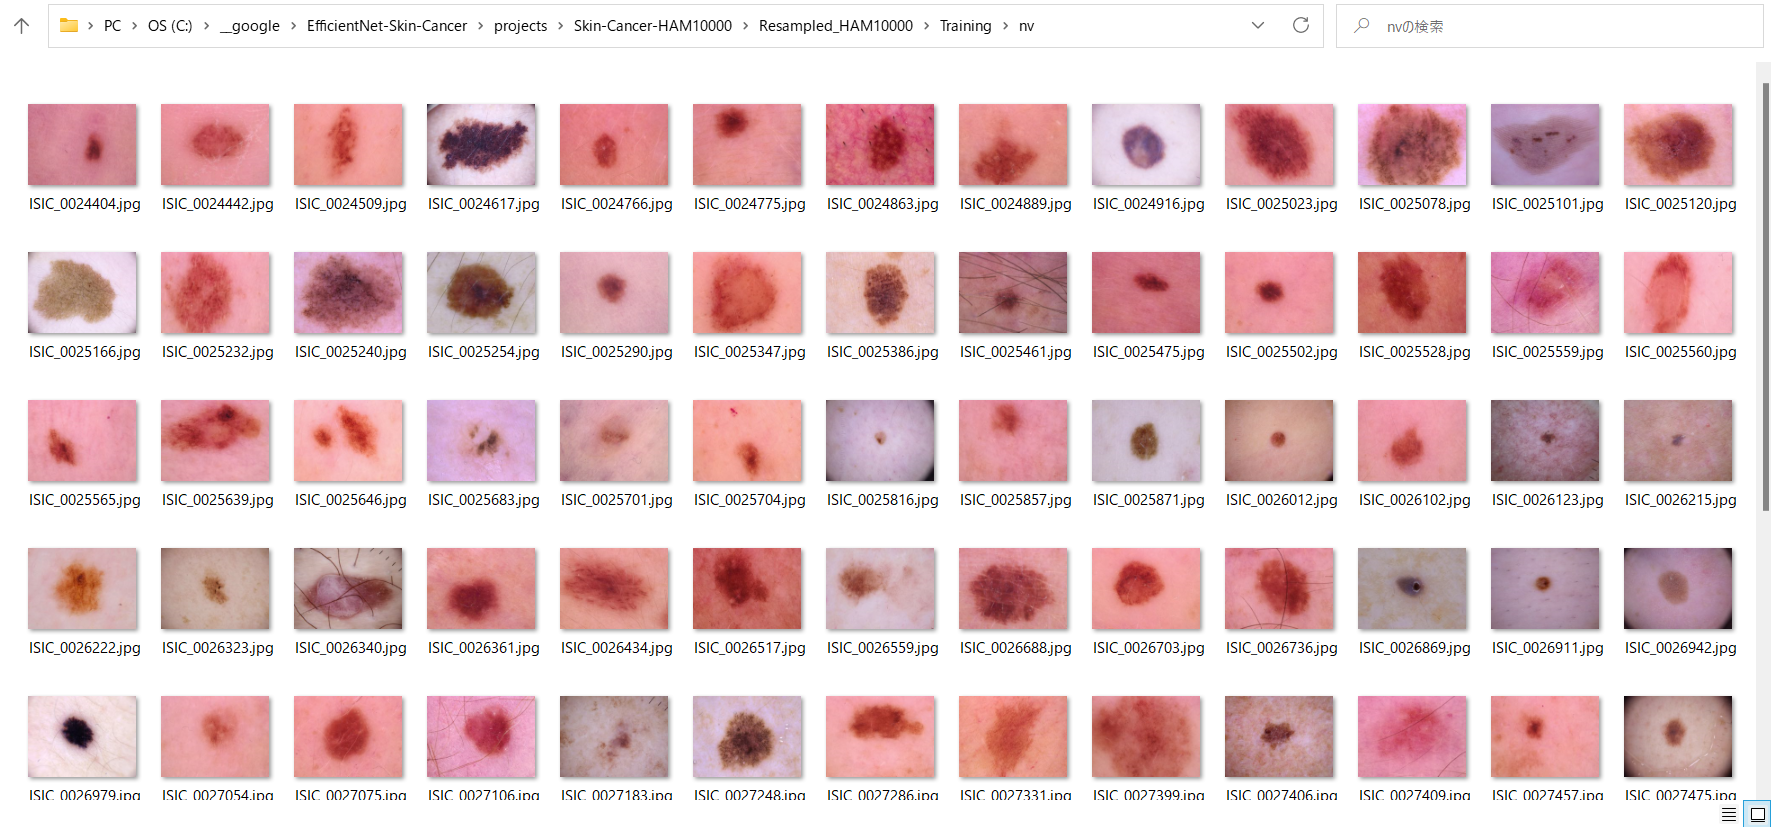 PC > OS (C:) > __google > EfficientNet-Skin-Cancer > projects > Skin-Cancer-HAM10000 > Resampled_HAM10000 > Training > nv
nvの検索
ISIC_0024404.jpg ISIC_0024442.jpg ISIC_0024509.jpg ISIC_0024617.jpg ISIC_0024766.jpg ISIC_0024775.jpg ISIC_0024863.jpg ISIC_0024889.jpg ISIC_0024916.jpg ISIC_0025023.jpg ISIC_0025078.jpg ISIC_0025101.jpg ISIC_0025120.jpg
ISIC_0025166.jpg ISIC_0025232.jpg ISIC_0025240.jpg ISIC_0025254.jpg ISIC_0025290.jpg ISIC_0025347.jpg ISIC_0025386.jpg ISIC_0025461.jpg ISIC_0025475.jpg ISIC_0025502.jpg ISIC_0025528.jpg ISIC_0025559.jpg ISIC_0025560.jpg
ISIC_0025565.jpg ISIC_0025639.jpg ISIC_0025646.jpg ISIC_0025683.jpg ISIC_0025701.jpg ISIC_0025704.jpg ISIC_0025816.jpg ISIC_0025857.jpg ISIC_0025871.jpg ISIC_0026012.jpg ISIC_0026102.jpg ISIC_0026123.jpg ISIC_0026215.jpg
ISIC_0026222.jpg ISIC_0026323.jpg ISIC_0026340.jpg ISIC_0026361.jpg ISIC_0026434.jpg ISIC_0026517.jpg ISIC_0026559.jpg ISIC_0026688.jpg ISIC_0026703.jpg ISIC_0026736.jpg ISIC_0026869.jpg ISIC_0026911.jpg ISIC_0026942.jpg
ISIC_0026979.jpg ISIC_0027054.jpg ISIC_0027075.jpg ISIC_0027106.jpg ISIC_0027183.jpg ISIC_0027248.jpg ISIC_0027286.jpg ISIC_0027331.jpg ISIC_0027399.jpg ISIC_0027406.jpg ISIC_0027409.jpg ISIC_0027457.jpg ISIC_0027475.jpg